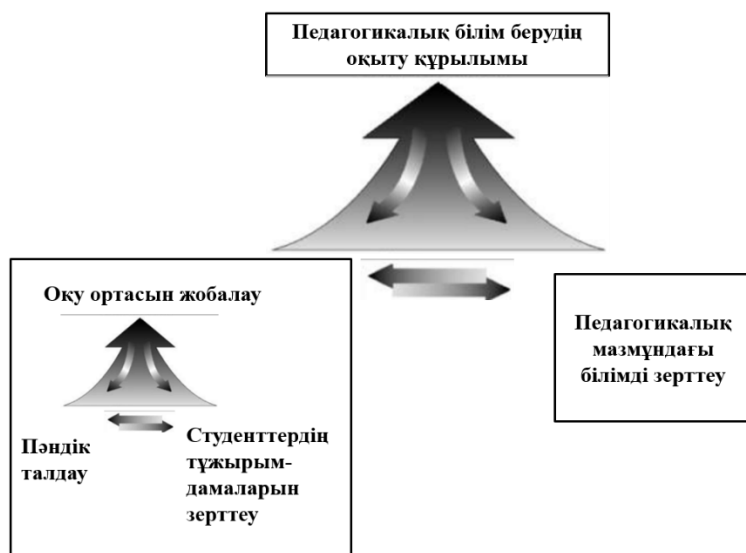 Педагогикалық білім берудің
оқыту құрылымы
Оқу ортасын жобалау
Пәндік
талдау
Студенттердің
тұжырым-
дамаларын
зерттеу
Педагогикалық
мазмұндағы
білімді зерттеу